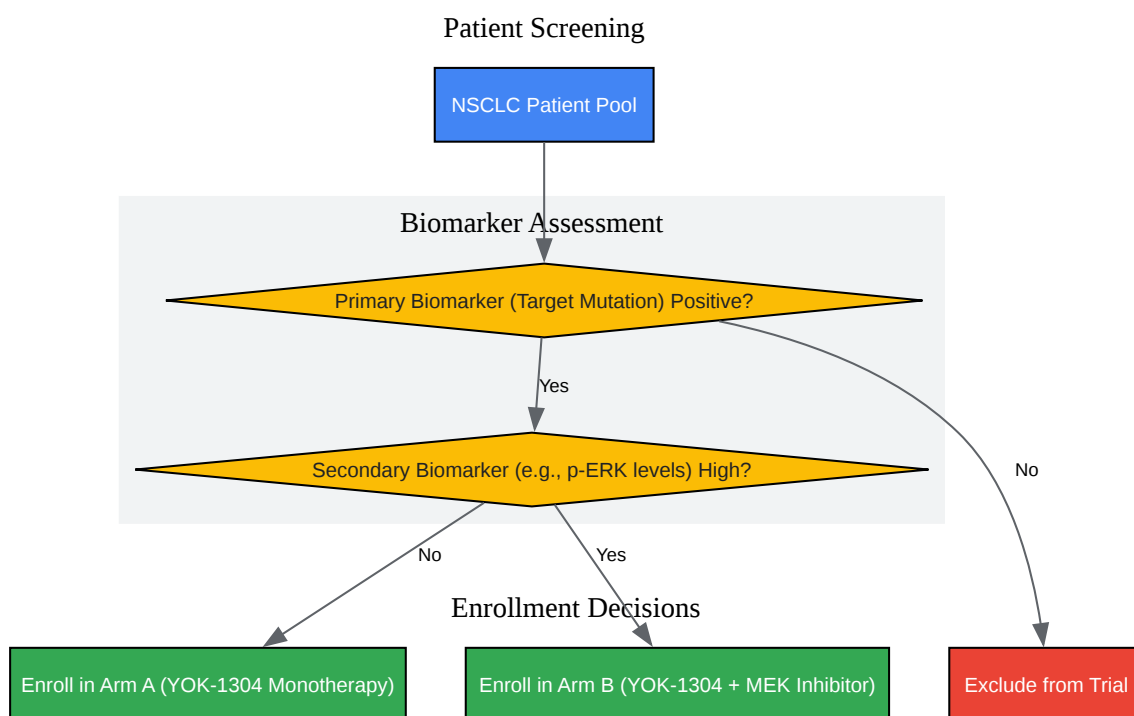 Patient Screening
NSCLC Patient Pool
Biomarker Assessment
Primary Biomarker (Target Mutation) Positive?
Yes
Secondary Biomarker (e.g., p-ERK levels) High?
No
No
Yes
Enrollment Decisions
Enroll in Arm A (YOK-1304 Monotherapy)
Enroll in Arm B (YOK-1304 + MEK Inhibitor)
Exclude from Trial